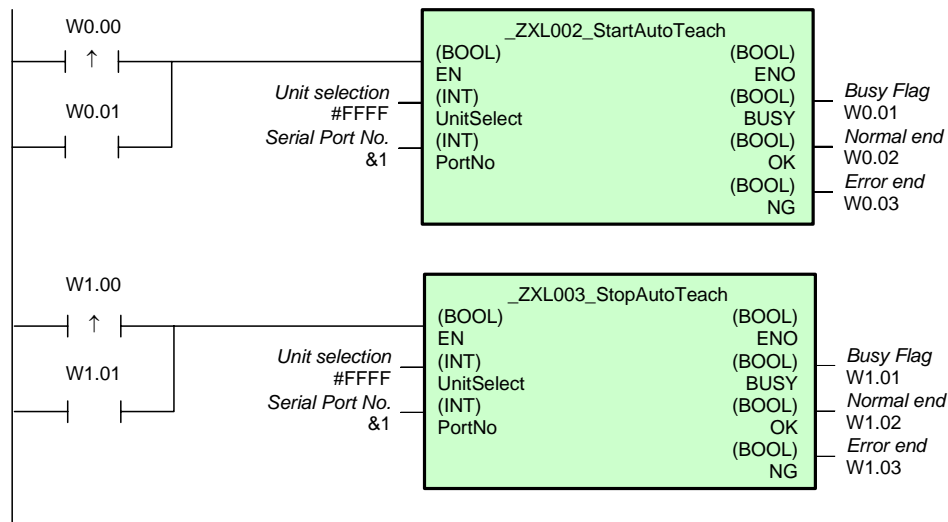 W0.00
↑
W0.01
_ZXL002_StartAutoTeach
(BOOL) (BOOL)
EN ENO
Unit selection (INT) (BOOL) Busy Flag
#FFFF UnitSelect BUSY W0.01
Serial Port No. (INT) (BOOL) Normal end
&1 PortNo OK W0.02
(BOOL) Error end
NG W0.03
W1.00
↑
W1.01
_ZXL003_StopAutoTeach
(BOOL) (BOOL)
EN ENO
Unit selection (INT) (BOOL) Busy Flag
#FFFF UnitSelect BUSY W1.01
Serial Port No. (INT) (BOOL) Normal end
&1 PortNo OK W1.02
(BOOL) Error end
NG W1.03